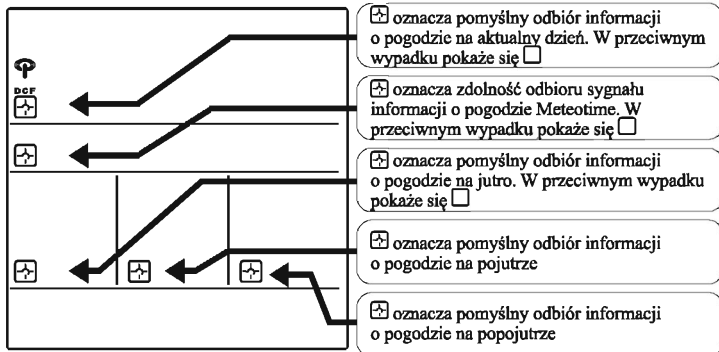 DCF
oznacza pomyślny odbiór informacji
o pogodzie na aktualny dzień. W przeciwnym
wypadku pokaże się
oznacza zdolność odbioru sygnału
informacji o pogodzie Meteotime. W
przeciwnym wypadku pokaże się
oznacza pomyślny odbiór informacji
o pogodzie na jutro. W przeciwnym wypadku
pokaże się
oznacza pomyślny odbiór informacji
o pogodzie na pojutrze
oznacza pomyślny odbiór informacji
o pogodzie na popojutrze